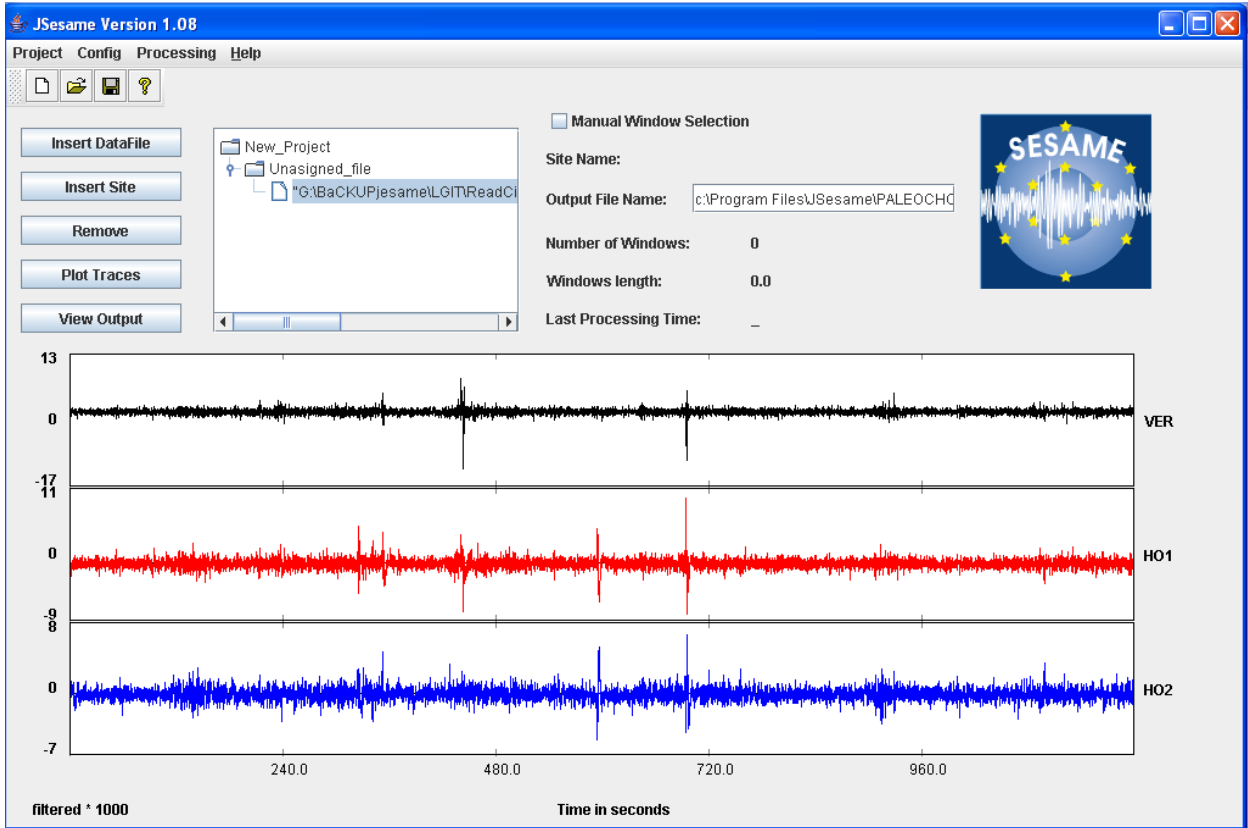 JSesame Version 1.08
Project Config Processing Help
Insert DataFile
Insert Site
Remove
Plot Traces
View Output
New_Project
Unasigned_file
"G:\BaCKUPjesame\LGIT\ReadCi
Manual Window Selection
Site Name:
Output File Name: c:\Program Files\JSesame\PALEOCHO
Number of Windows: 0
Windows length: 0.0
Last Processing Time: _
SESAME
13
0
-17
VER
11
0
-9
HO1
8
0
-7
HO2
240.0 480.0 720.0 960.0
filtered * 1000 Time in seconds